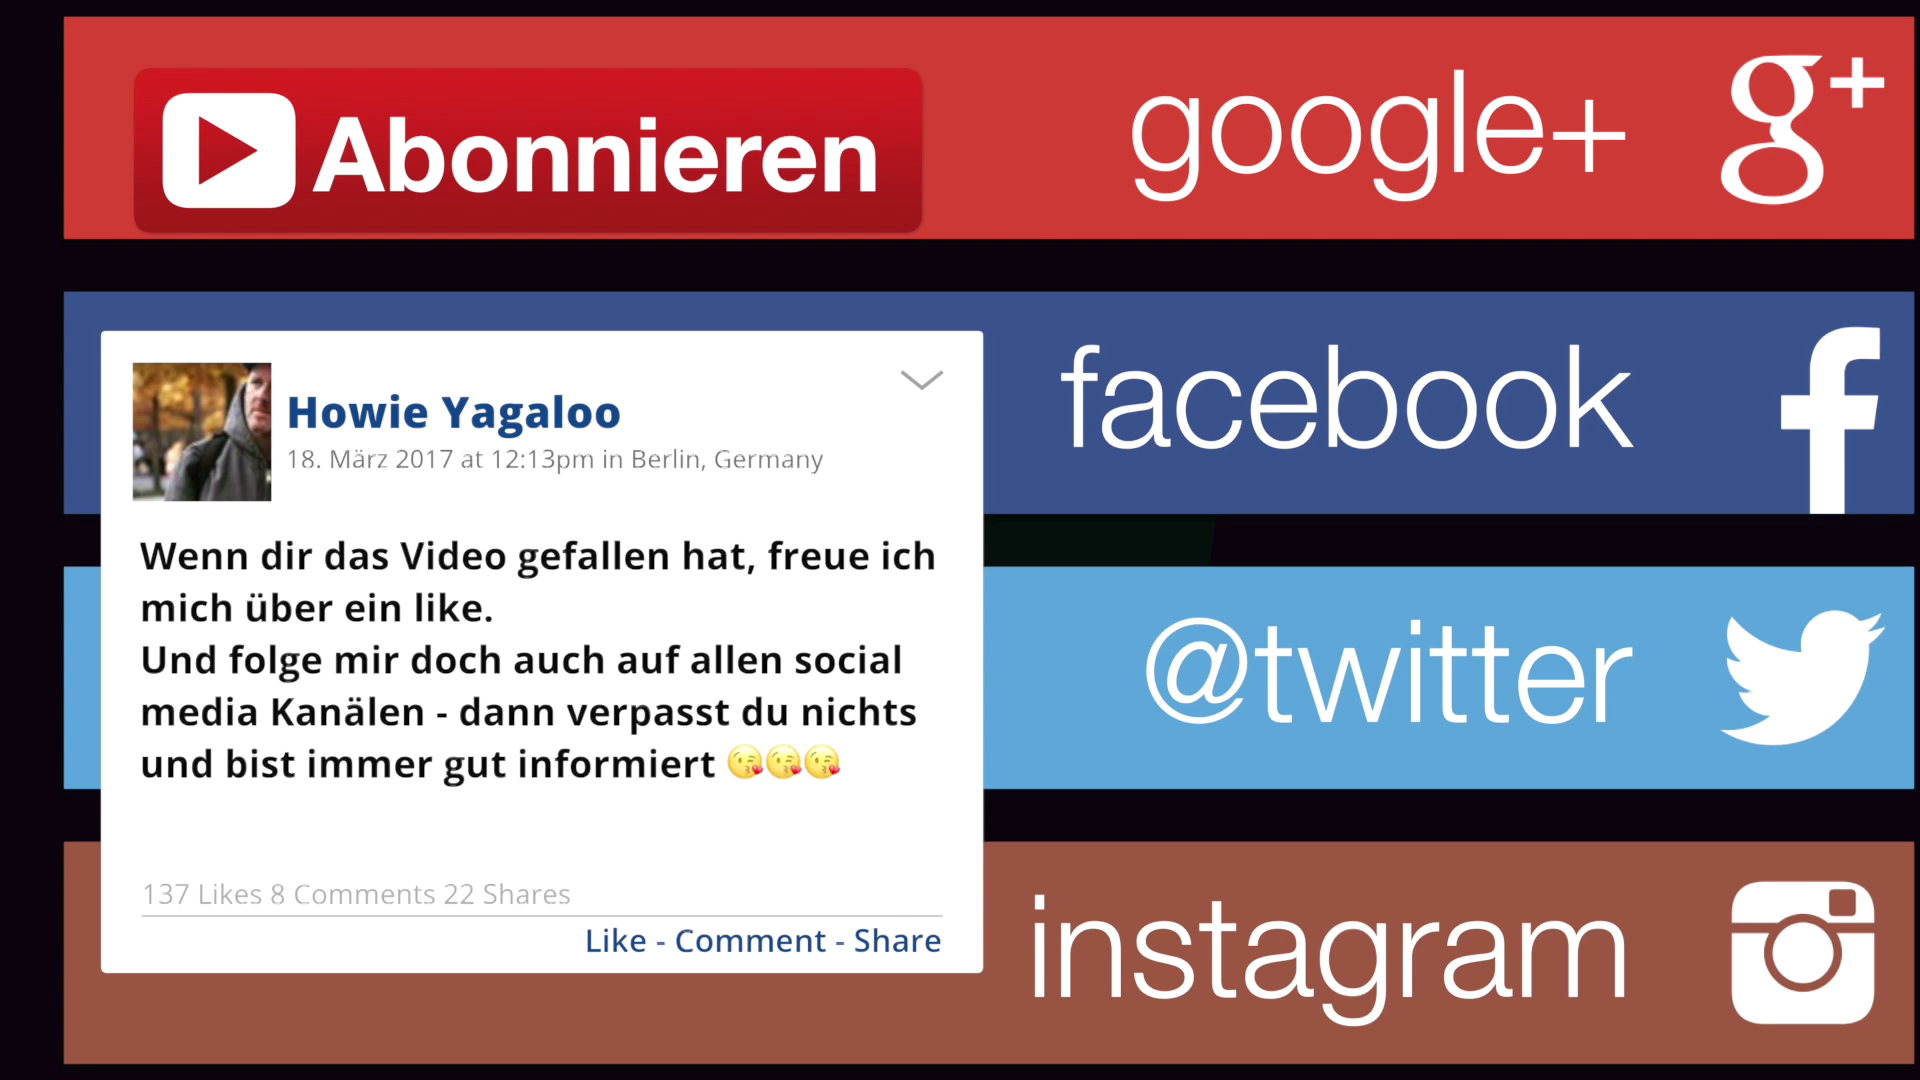 Abonnieren
google+
g+
facebook
f
Howie Yagaloo
18. März 2017 at 12:13pm in Berlin, Germany
Wenn dir das Video gefallen hat, freue ich
mich über ein like.
Und folge mir doch auch auf allen social
media Kanälen - dann verpasst du nichts
und bist immer gut informiert 😘😘😘
137 Likes 8 Comments 22 Shares
Like - Comment - Share
@twitter
instagram